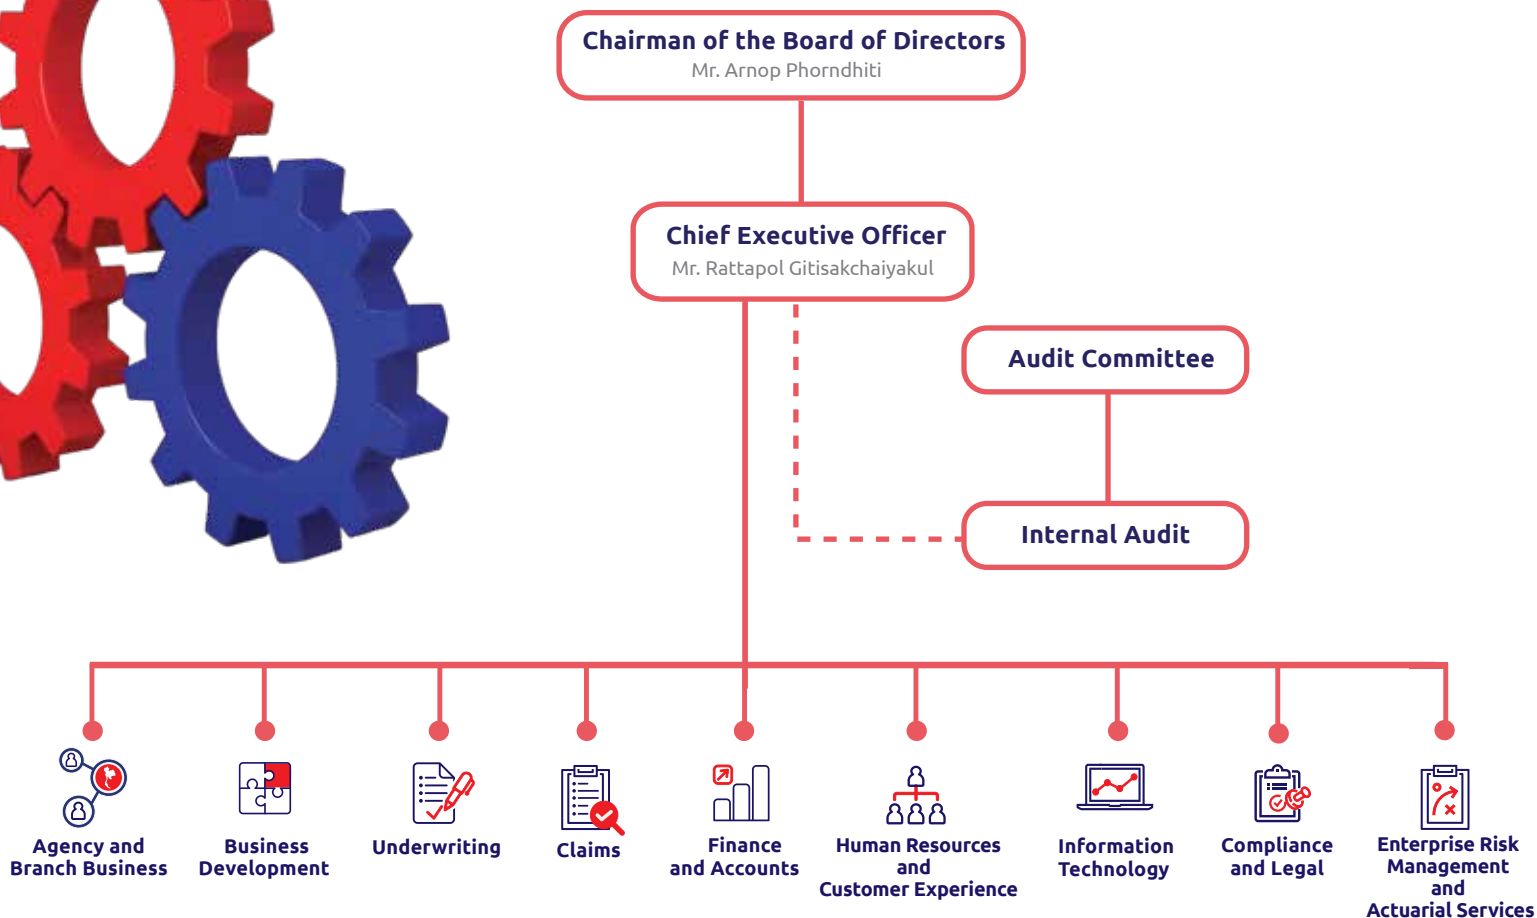 Chairman of the Board of Directors
Mr. Arnop Phorndhiti
Chief Executive Officer
Mr. Rattapol Gitisakchaiyakul
Audit Committee
Internal Audit
Agency and
Branch Business
Business
Development
Underwriting
Claims
Finance
and Accounts
Human Resources
and
Customer Experience
Information
Technology
Compliance
and Legal
Enterprise Risk
Management
and
Actuarial Services